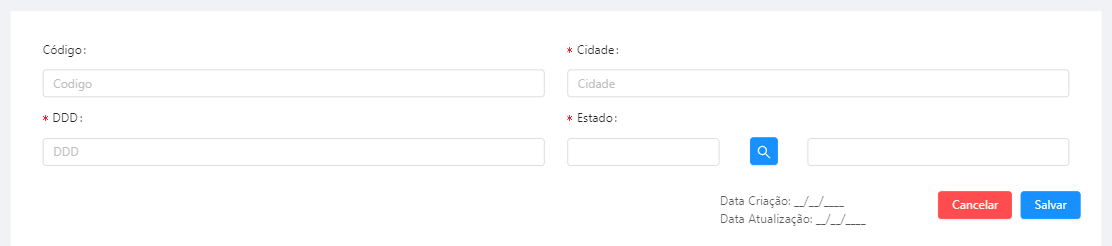 Código:
* Cidade:
Codigo
Cidade
* DDD:
* Estado:
DDD
Data Criação: __/__/____
Data Atualização: __/__/____
Cancelar
Salvar